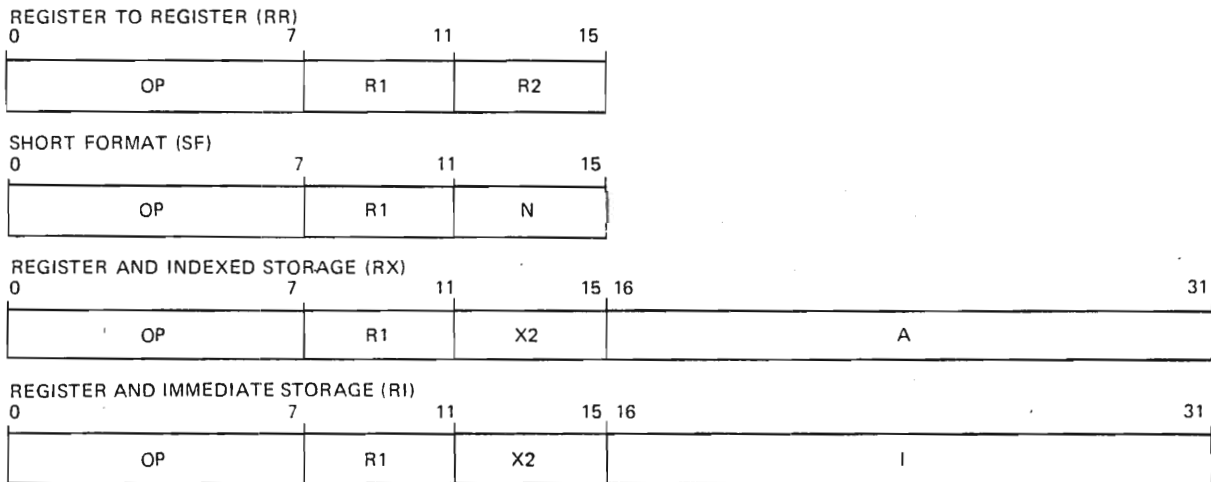 REGISTER TO REGISTER (RR)
0 7 11 15
OP R1 R2
SHORT FORMAT (SF)
0 7 11 15
OP R1 N
REGISTER AND INDEXED STORAGE (RX)
0 7 11 15 16 31
OP R1 X2 A
REGISTER AND IMMEDIATE STORAGE (RI)
0 7 11 15 16 31
OP R1 X2 I